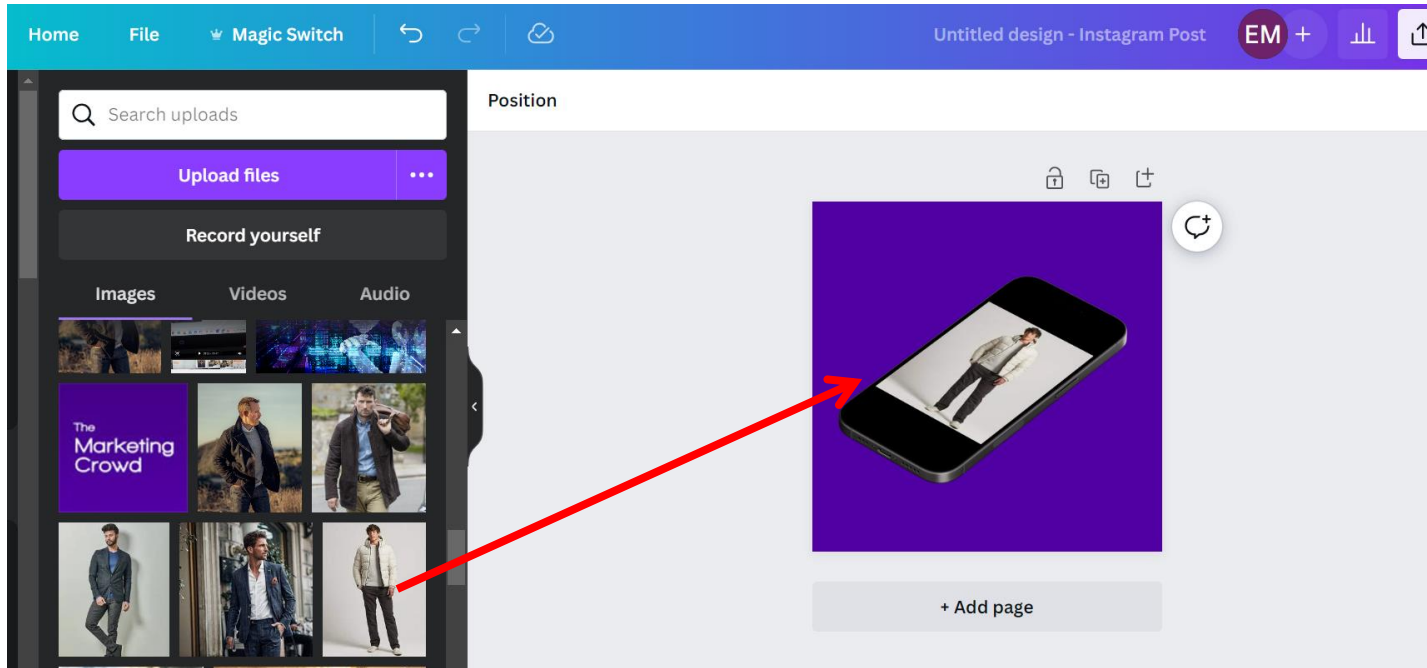 Home File Magic Switch Untitled design - Instagram Post EM +
Search uploads
Position
Upload files
Record yourself
Images Videos Audio
The
Marketing
Crowd
+ Add page